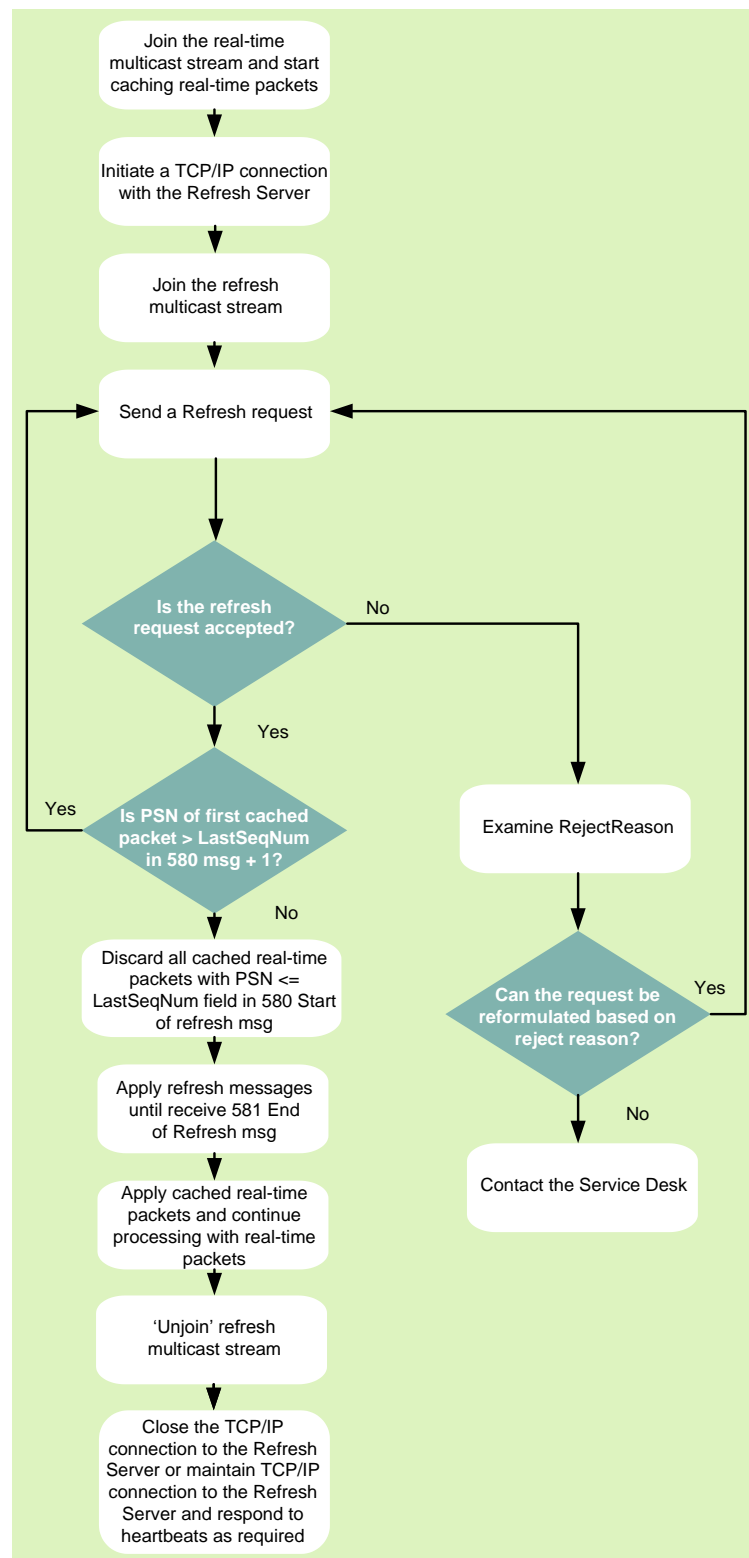 Join the real-time
multicast stream and start
caching real-time packets
Initiate a TCP/IP connection
with the Refresh Server
Join the refresh
multicast stream
Send a Refresh request
Is the refresh
request accepted?
No
Yes
Is PSN of first cached
packet > LastSeqNum
in 580 msg + 1?
Yes
No
Discard all cached real-time
packets with PSN <=
LastSeqNum field in 580 Start
of refresh msg
Apply refresh messages
until receive 581 End
of Refresh msg
Apply cached real-time
packets and continue
processing with real-time
packets
'Unjoin' refresh
multicast stream
Close the TCP/IP
connection to the Refresh
Server or maintain TCP/IP
connection to the Refresh
Server and respond to
heartbeats as required
Examine RejectReason
Can the request be
reformulated based on
reject reason?
Yes
No
Contact the Service Desk